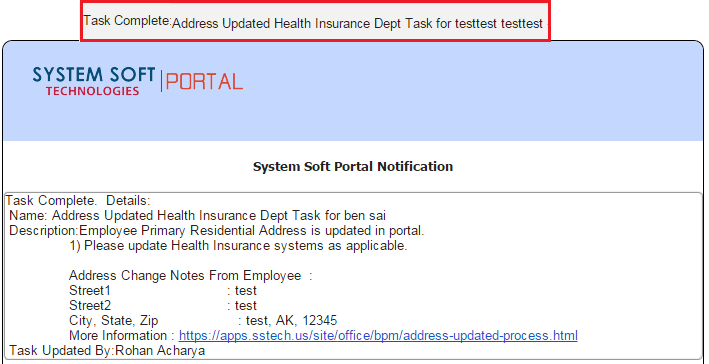 Task Complete:Address Updated Health Insurance Dept Task for testtest testtest
SYSTEM SOFT
TECHNOLOGIES
PORTAL
System Soft Portal Notification
Task Complete.  Details:
Name: Address Updated Health Insurance Dept Task for ben sai
Description:Employee Primary Residential Address is updated in portal.
1) Please update Health Insurance systems as applicable.
Address Change Notes From Employee  :
Street1 : test
Street2 : test
City, State, Zip : test, AK, 12345
More Information : https://apps.sstech.us/site/office/bpm/address-updated-process.html
Task Updated By:Rohan Acharya